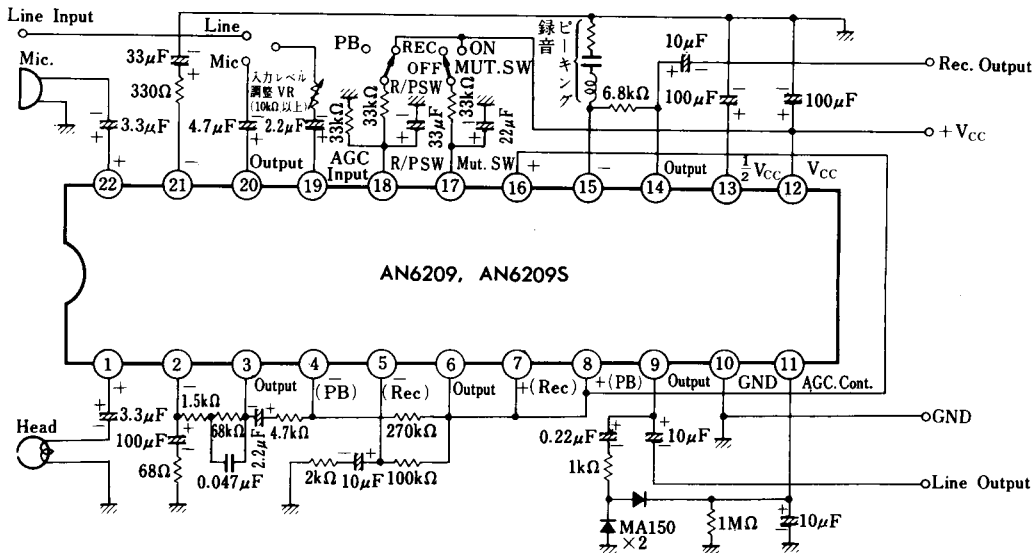 Line Input
Line
PB
REC
ON
録音
ピーキング
10μF
−
Rec. Output
Mic.
33μF
−
+
Mic
入力レベル
調整 VR
(10kΩ以上)
OFF
MUT.SW
R/PSW
33kΩ
33kΩ
33μF
33kΩ
22μF
6.8kΩ
100μF
100μF
330Ω
3.3μF
4.7μF
2.2μF
+VCC
Output
AGC
Input
R/PSW
Mut. SW
+
−
Output
½VCC
VCC
22
21
20
19
18
17
16
15
14
13
12
AN6209, AN6209S
1
2
3
4
5
6
7
8
9
10
11
Output
−
(PB)
−
(Rec)
Output
+(Rec)
+(PB)
Output
GND
AGC. Cont.
3.3μF
1.5kΩ
68kΩ
2.2μF
4.7kΩ
270kΩ
GND
Head
100μF
68Ω
0.047μF
2kΩ
10μF
100kΩ
0.22μF
10μF
1kΩ
Line Output
MA150
×2
1MΩ
10μF